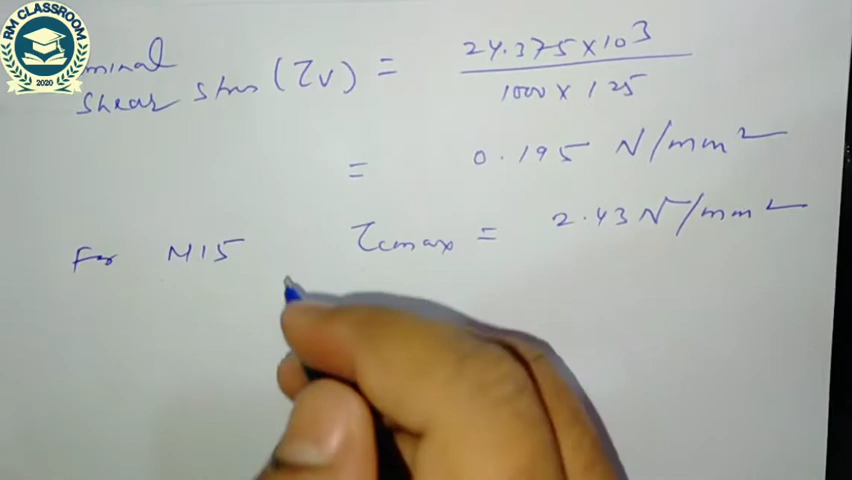 RM CLASSROOM
2020
minal 24.375×10³
shear stress (τv) = 1000 × 125
= 0.195 N/mm²
For M15 τcmax = 2.43 N/mm²